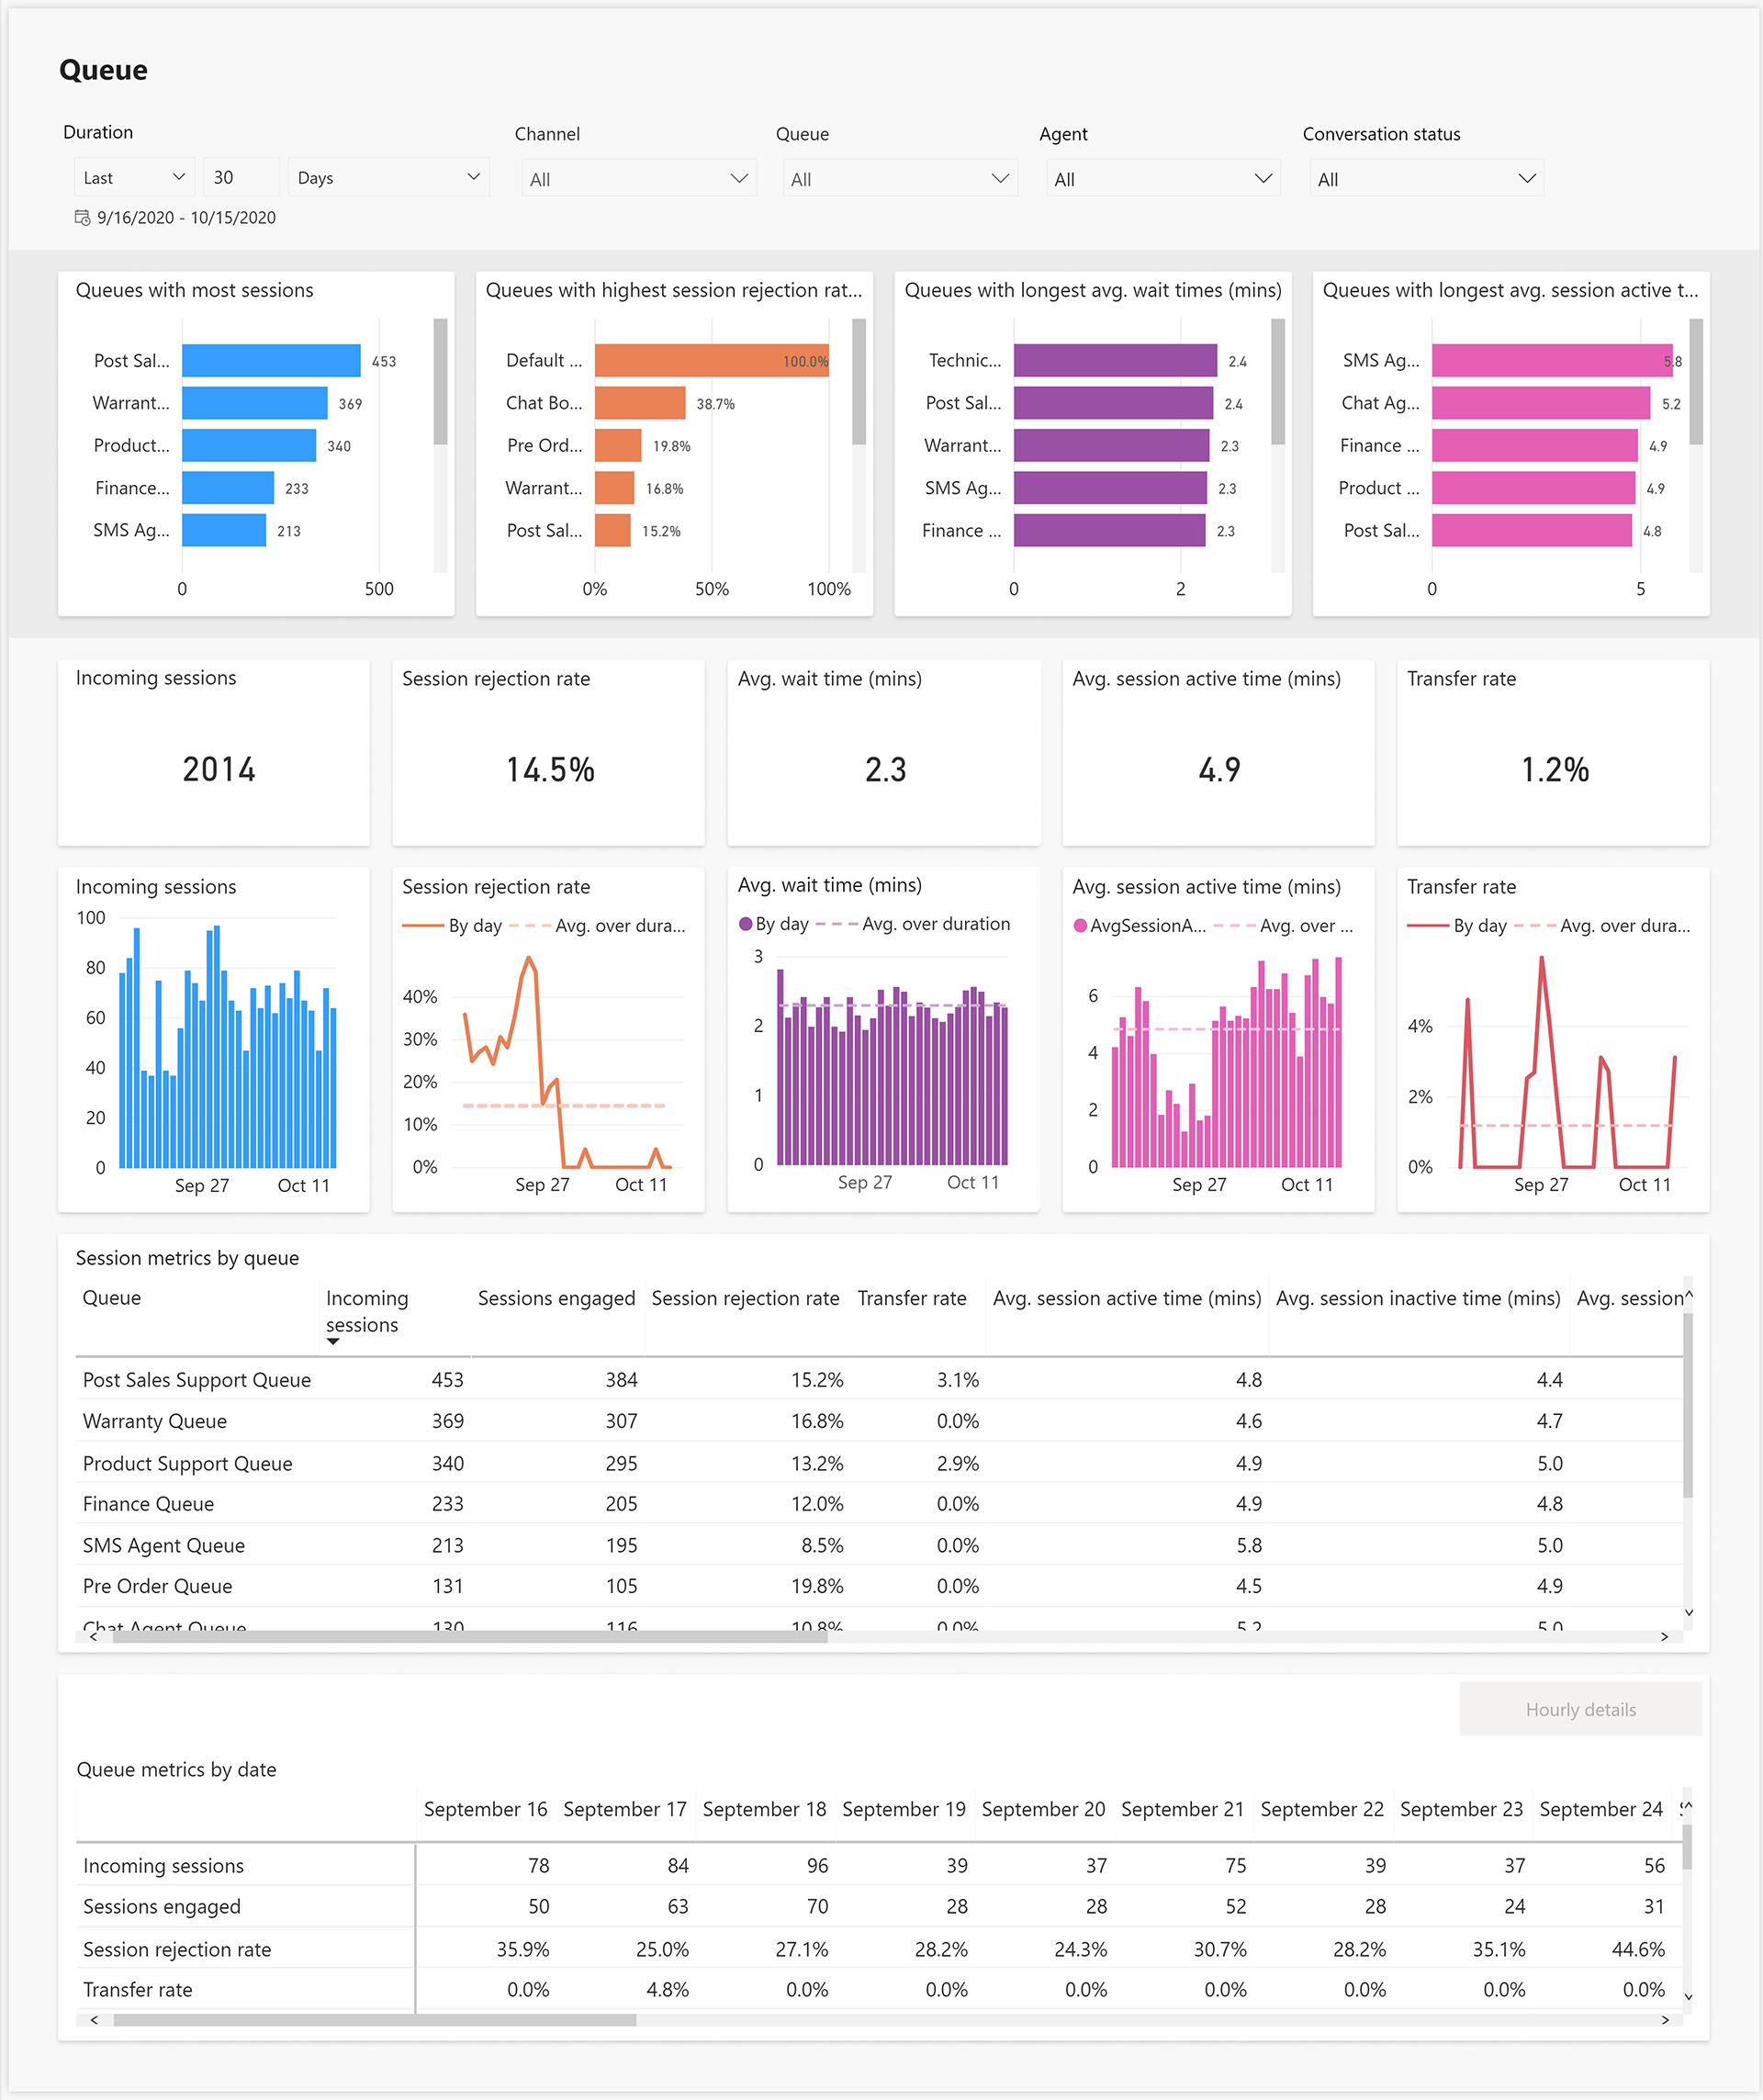 Queue
Duration Channel Queue Agent Conversation status
Last 30 Days All All All All
9/16/2020 - 10/15/2020
Queues with most sessions
Post Sal... 453
Warrant... 369
Product... 340
Finance... 233
SMS Ag... 213
0 500
Queues with highest session rejection rat...
Default ... 100.0%
Chat Bo... 38.7%
Pre Ord... 19.8%
Warrant... 16.8%
Post Sal... 15.2%
0% 50% 100%
Queues with longest avg. wait times (mins)
Technic... 2.4
Post Sal... 2.4
Warrant... 2.3
SMS Ag... 2.3
Finance ... 2.3
0 2
Queues with longest avg. session active t...
SMS Ag... 5.8
Chat Ag... 5.2
Finance ... 4.9
Product ... 4.9
Post Sal... 4.8
0 5
Incoming sessions
2014
Session rejection rate
14.5%
Avg. wait time (mins)
2.3
Avg. session active time (mins)
4.9
Transfer rate
1.2%
Incoming sessions
100
80
60
40
20
0
Sep 27 Oct 11
Session rejection rate
By day Avg. over dura...
40%
30%
20%
10%
0%
Sep 27 Oct 11
Avg. wait time (mins)
By day Avg. over duration
3
2
1
0
Sep 27 Oct 11
Avg. session active time (mins)
AvgSessionA... Avg. over ...
6
4
2
0
Sep 27 Oct 11
Transfer rate
By day Avg. over dura...
4%
2%
0%
Sep 27 Oct 11
Session metrics by queue
Queue Incoming sessions Sessions engaged Session rejection rate Transfer rate Avg. session active time (mins) Avg. session inactive time (mins) Avg. session
Post Sales Support Queue 453 384 15.2% 3.1% 4.8 4.4
Warranty Queue 369 307 16.8% 0.0% 4.6 4.7
Product Support Queue 340 295 13.2% 2.9% 4.9 5.0
Finance Queue 233 205 12.0% 0.0% 4.9 4.8
SMS Agent Queue 213 195 8.5% 0.0% 5.8 5.0
Pre Order Queue 131 105 19.8% 0.0% 4.5 4.9
Chat Agent Queue 130 116 10.8% 0.0% 5.2 5.0
Hourly details
Queue metrics by date
September 16 September 17 September 18 September 19 September 20 September 21 September 22 September 23 September 24
Incoming sessions 78 84 96 39 37 75 39 37 56
Sessions engaged 50 63 70 28 28 52 28 24 31
Session rejection rate 35.9% 25.0% 27.1% 28.2% 24.3% 30.7% 28.2% 35.1% 44.6%
Transfer rate 0.0% 4.8% 0.0% 0.0% 0.0% 0.0% 0.0% 0.0% 0.0%